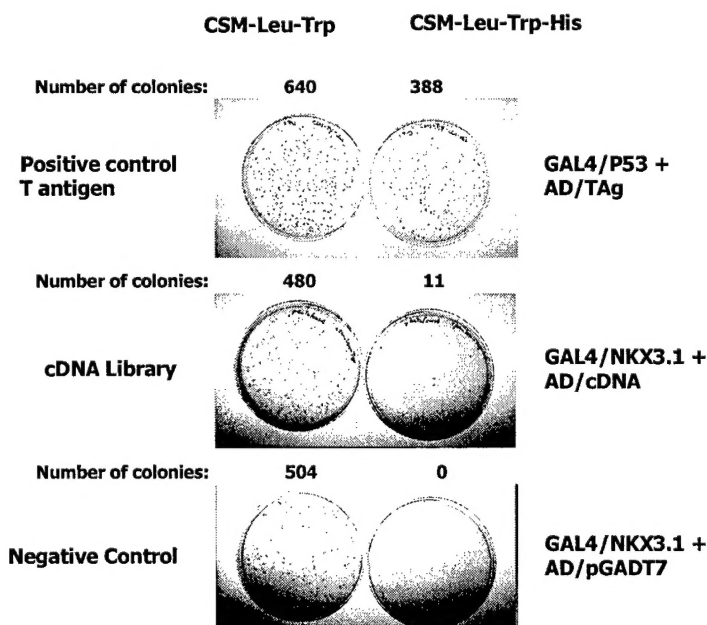 CSM-Leu-Trp CSM-Leu-Trp-His
Number of colonies: 640 388
Positive control
T antigen
GAL4/P53 +
AD/TAg
Number of colonies: 480 11
cDNA Library
GAL4/NKX3.1 +
AD/cDNA
Number of colonies: 504 0
Negative Control
GAL4/NKX3.1 +
AD/pGADT7